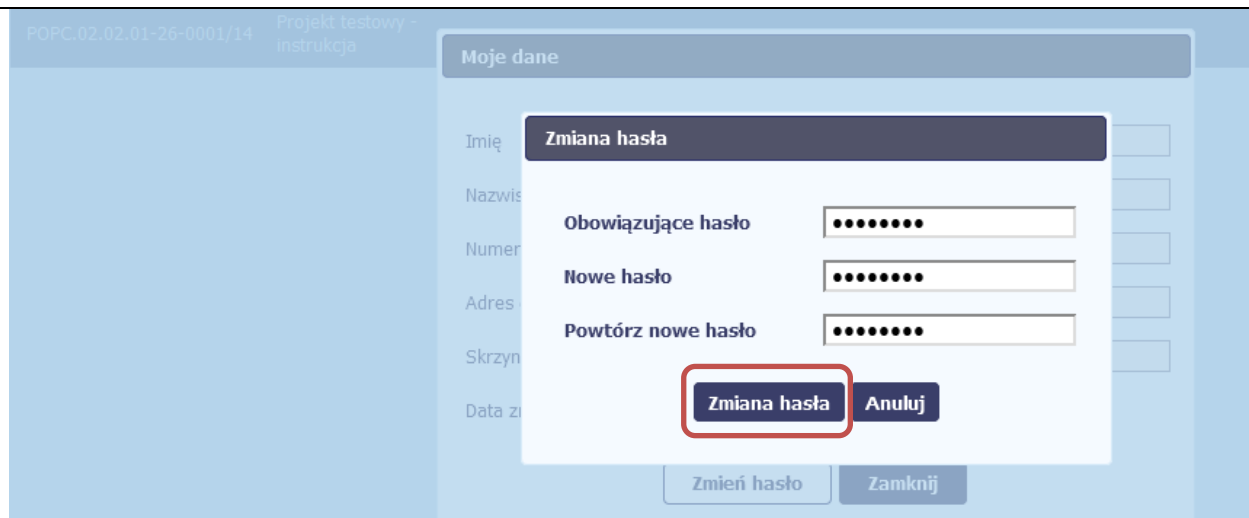 POPC.02.02.01-26-0001/14
Projekt testowy -
instrukcja
Moje dane
Imię
Zmiana hasła
Nazwis
Obowiązujące hasło ●●●●●●●●
Numer
Nowe hasło ●●●●●●●●
Adres
Powtórz nowe hasło ●●●●●●●●
Skrzyn
Zmiana hasła Anuluj
Data z
Zmień hasło Zamknij